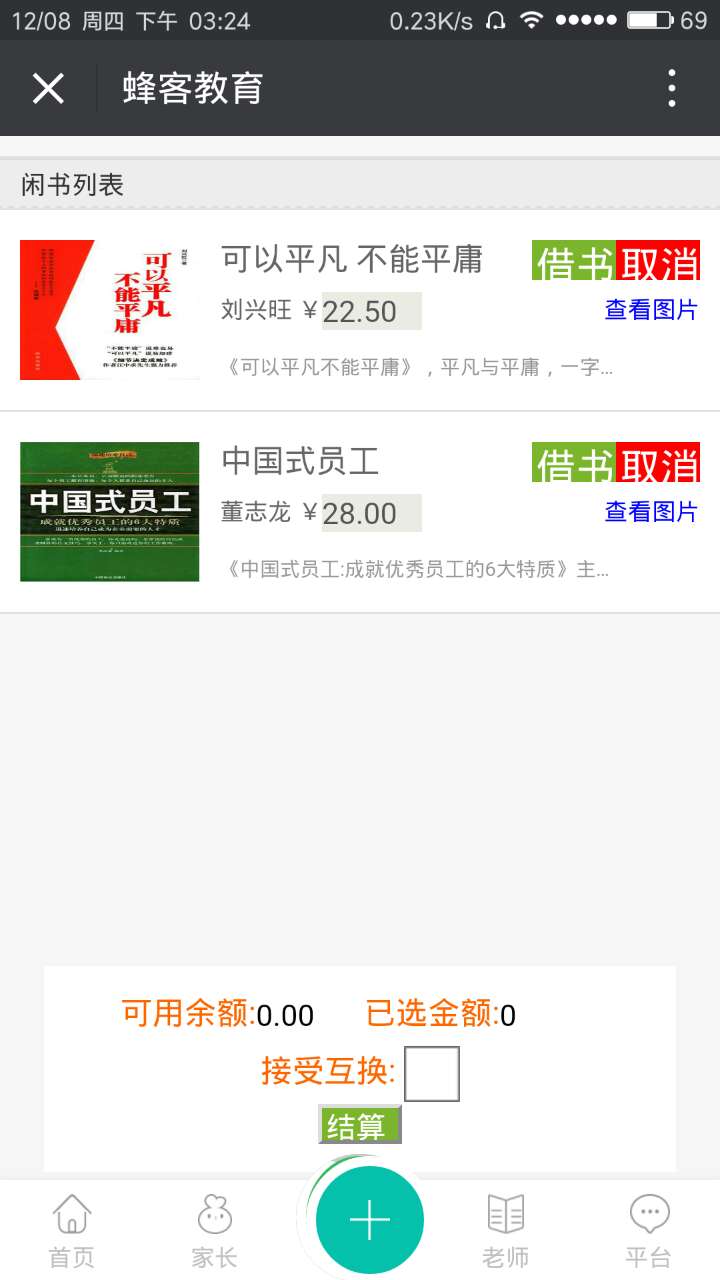 12/08 周四 下午 03:24 0.23K/s 69
蜂客教育
闲书列表
可以平凡
不能平庸
可以平凡 不能平庸
借书 取消
刘兴旺 ￥22.50
查看图片
《可以平凡不能平庸》，平凡与平庸，一字...
中国式员工
成就优秀员工的6大特质
中国式员工
借书 取消
董志龙 ￥28.00
查看图片
《中国式员工:成就优秀员工的6大特质》主...
可用余额:0.00 已选金额:0
接受互换:
结算
首页 家长 老师 平台